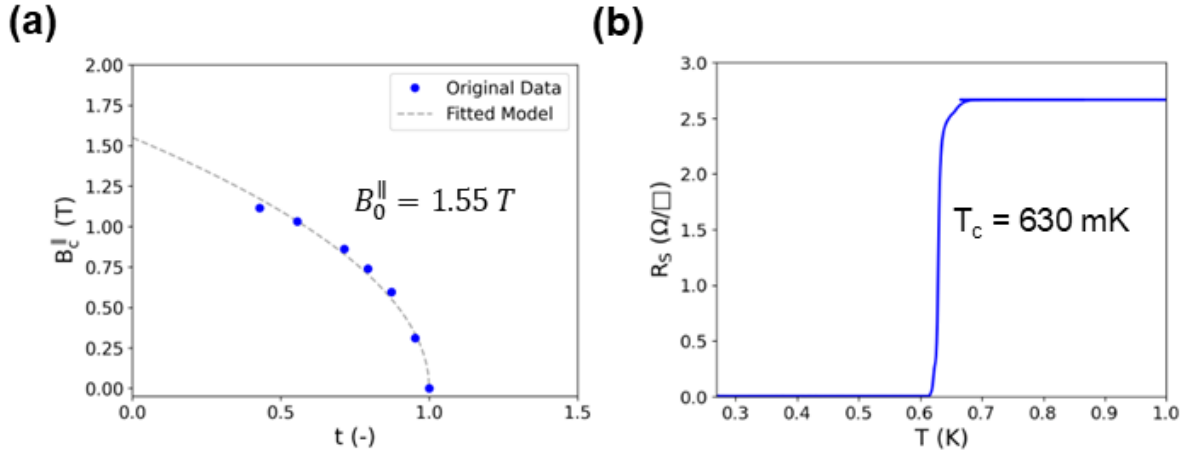 (a)
2.00
1.75
1.50
1.25
1.00
0.75
0.50
0.25
0.00
B_c^∥ (T)
Original Data
Fitted Model
B_0^∥ = 1.55 T
0.0 0.5 1.0 1.5
t (-)
(b)
3.0
2.5
2.0
1.5
1.0
0.5
0.0
R_S (Ω/□)
T_c = 630 mK
0.3 0.4 0.5 0.6 0.7 0.8 0.9 1.0
T (K)